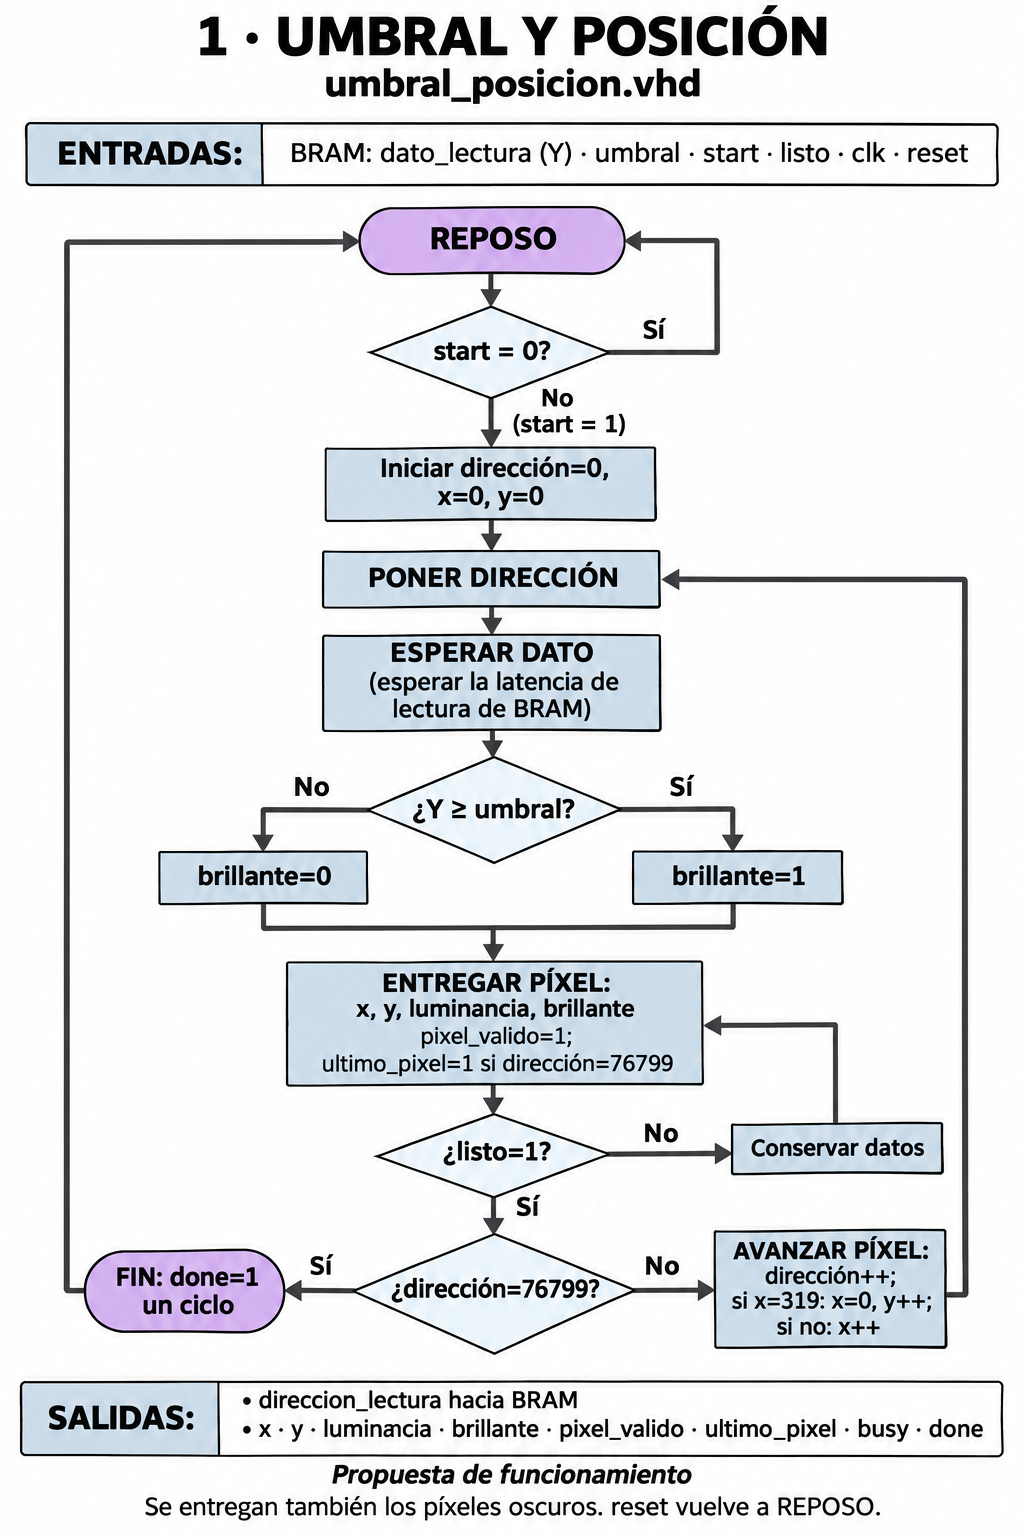 1 · UMBRAL Y POSICIÓN
umbral_posicion.vhd
ENTRADAS:
BRAM: dato_lectura (Y) · umbral · start · listo · clk · reset
REPOSO
start = 0?
Sí
No
(start = 1)
Iniciar dirección=0,
x=0, y=0
PONER DIRECCIÓN
ESPERAR DATO
(esperar la latencia de
lectura de BRAM)
¿Y ≥ umbral?
No
Sí
brillante=0
brillante=1
ENTREGAR PÍXEL:
x, y, luminancia, brillante
pixel_valido=1;
ultimo_pixel=1 si dirección=76799
¿listo=1?
No
Conservar datos
Sí
¿dirección=76799?
Sí
No
FIN: done=1
un ciclo
AVANZAR PÍXEL:
dirección++;
si x=319: x=0, y++;
si no: x++
SALIDAS:
• direccion_lectura hacia BRAM
• x · y · luminancia · brillante · pixel_valido · ultimo_pixel · busy · done
Propuesta de funcionamiento
Se entregan también los píxeles oscuros. reset vuelve a REPOSO.